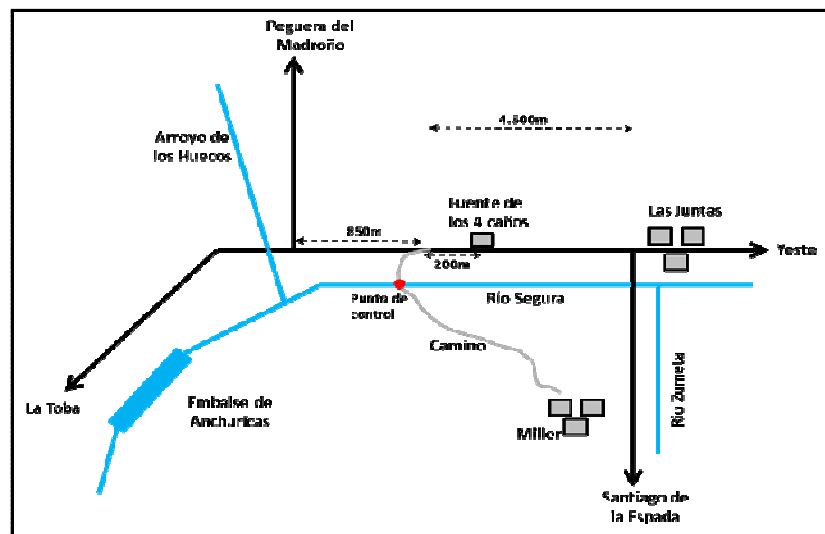 Peguera del
Madroño
4.500m
Arroyo de
los Huecos
Fuente de
los 4 caños
Las Juntas
850m
200m
Yeste
Punto de
control
Río Segura
Camino
La Toba
Embalse de
Anchuricas
Miller
Río Zumeta
Santiago de
la Espada